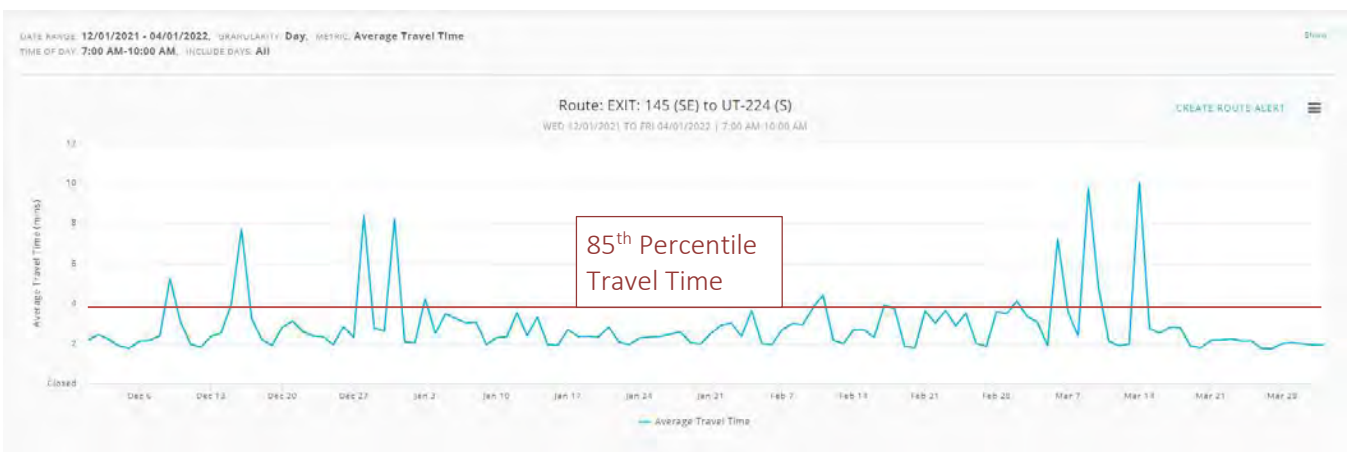 DATE RANGE: 12/01/2021 - 04/01/2022, GRANULARITY: Day, METRIC: Average Travel Time
TIME OF DAY: 7:00 AM-10:00 AM, INCLUDE DAYS: All
Show
Route: EXIT: 145 (SE) to UT-224 (S)
WED 12/01/2021 TO FRI 04/01/2022 | 7:00 AM-10:00 AM
CREATE ROUTE ALERT
12
10
8
6
4
2
Closed
Average Travel Time (mins)
85th Percentile
Travel Time
Dec 6
Dec 13
Dec 20
Dec 27
Jan 3
Jan 10
Jan 17
Jan 24
Jan 31
Feb 7
Feb 14
Feb 21
Feb 28
Mar 7
Mar 14
Mar 21
Mar 28
Average Travel Time